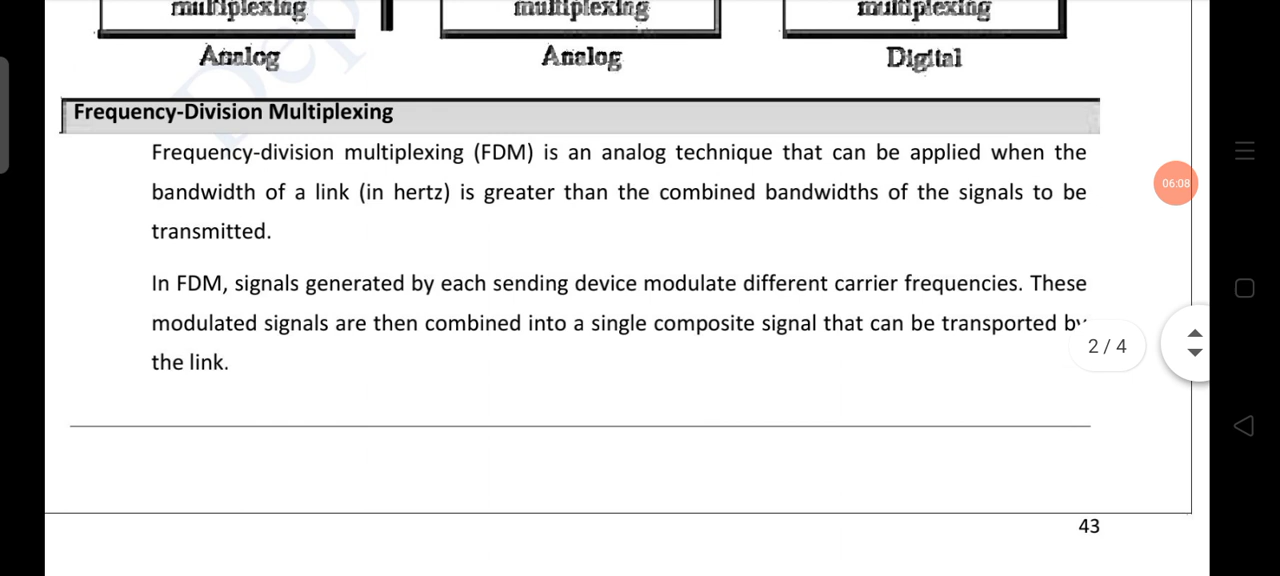 multiplexing multiplexing multiplexing
Analog Analog Digital
Dep
Frequency-Division Multiplexing
Frequency-division multiplexing (FDM) is an analog technique that can be applied when the
bandwidth of a link (in hertz) is greater than the combined bandwidths of the signals to be
transmitted.
06:08
In FDM, signals generated by each sending device modulate different carrier frequencies. These
modulated signals are then combined into a single composite signal that can be transported by
2 / 4
the link.
43